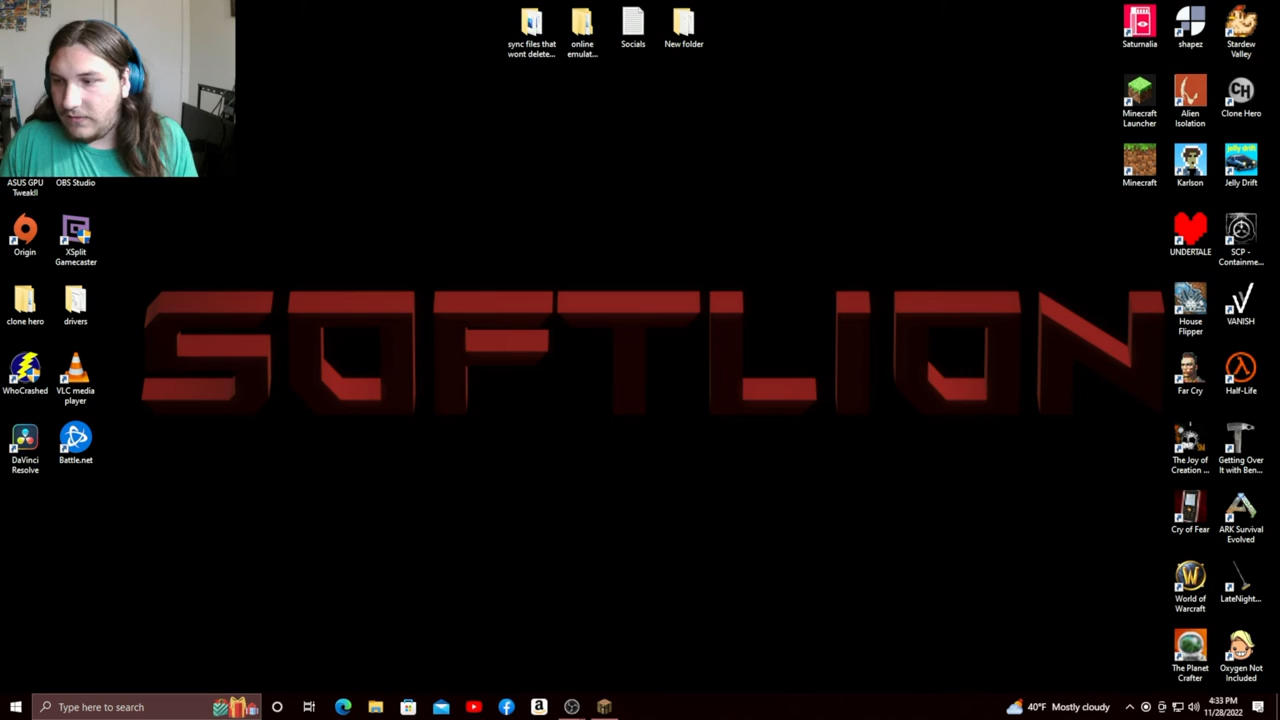 sync files that
wont delete...
online
emulat...
Socials
New folder
Saturnalia
shapez
Stardew
Valley
Minecraft
Launcher
Alien
Isolation
Clone Hero
CH
Minecraft
Karlson
Jelly Drift
jelly drift
ASUS GPU
TweakII
OBS Studio
Origin
XSplit
Gamecaster
UNDERTALE
SCP -
Containme...
clone hero
drivers
House
Flipper
VANISH
SOFTLION
WhoCrashed
VLC media
player
Far Cry
Half-Life
DaVinci
Resolve
Battle.net
The Joy of
Creation ...
Getting Over
It with Ben...
Cry of Fear
ARK Survival
Evolved
World of
Warcraft
LateNight...
The Planet
Crafter
Oxygen Not
Included
Type here to search
40°F Mostly cloudy
4:33 PM
11/28/2022